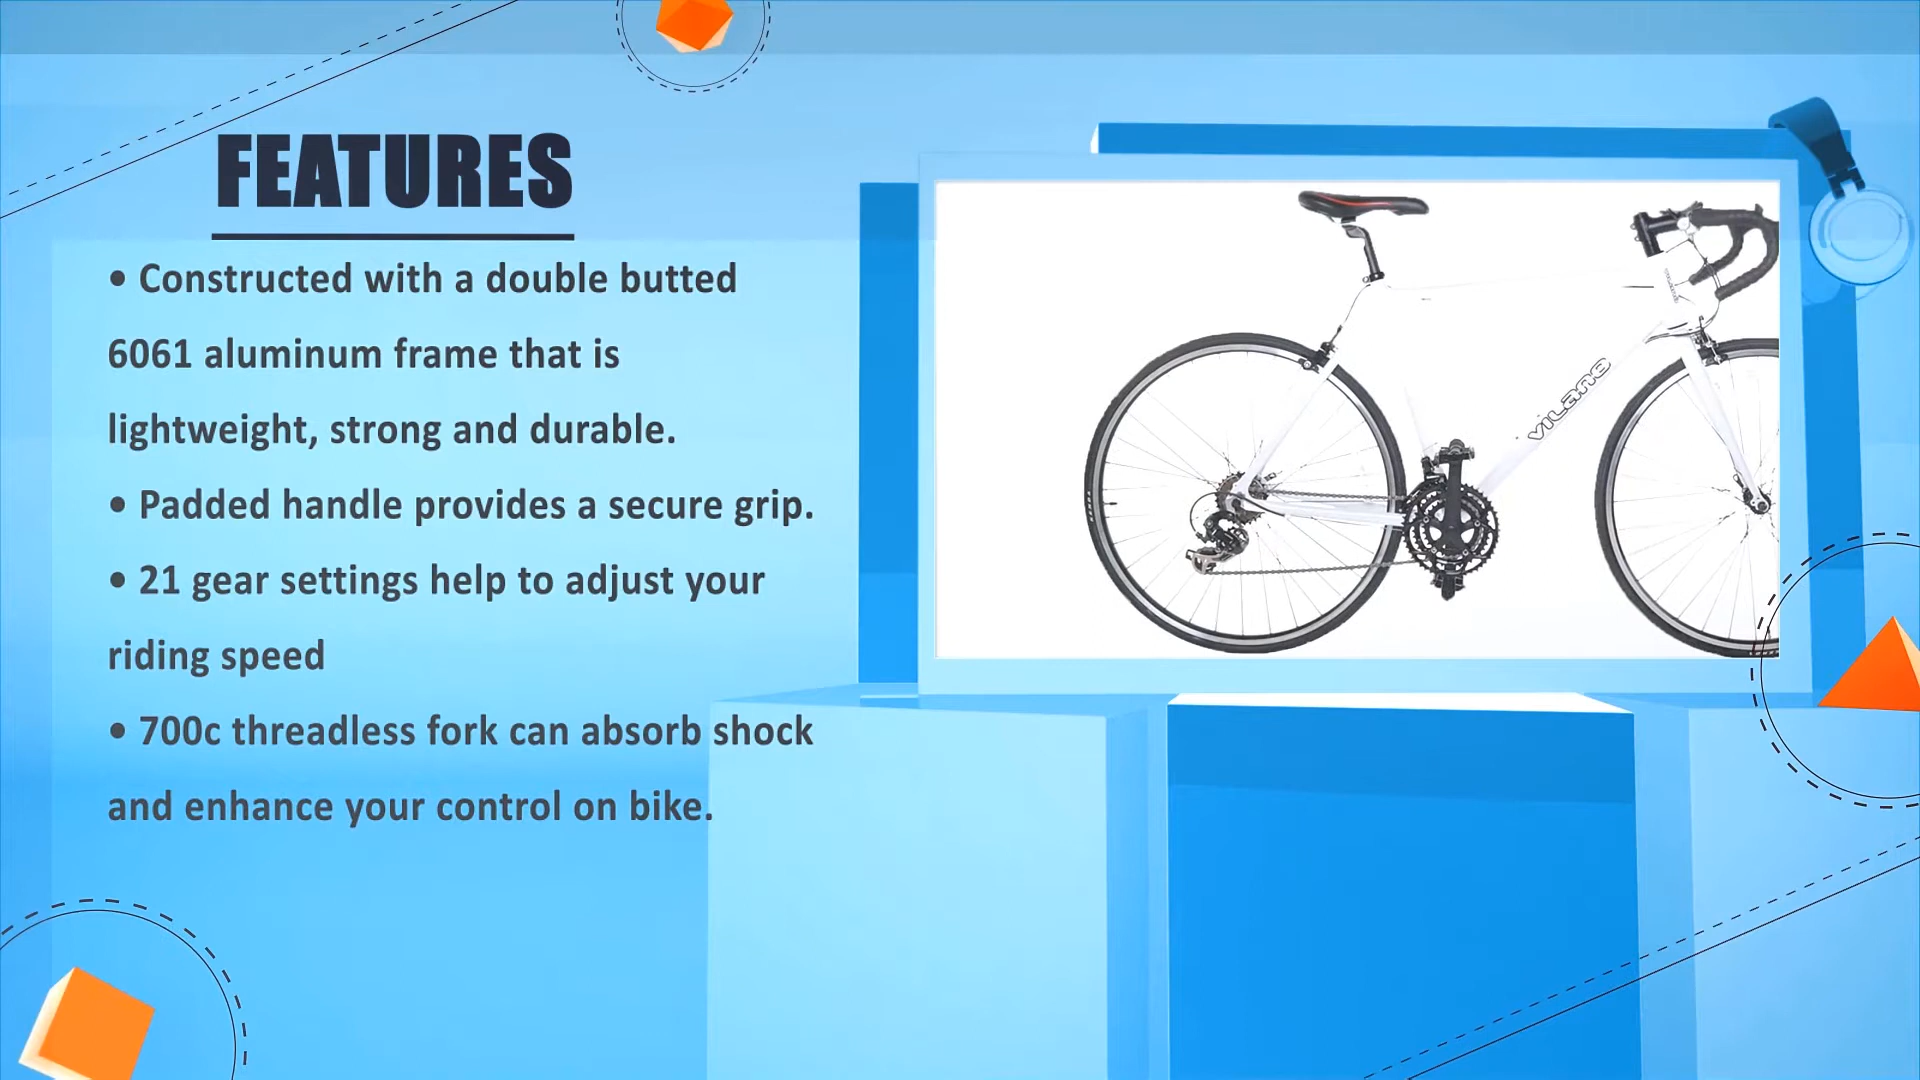 FEATURES
• Constructed with a double butted
6061 aluminum frame that is
lightweight, strong and durable.
• Padded handle provides a secure grip.
• 21 gear settings help to adjust your
riding speed
• 700c threadless fork can absorb shock
and enhance your control on bike.
VILANO